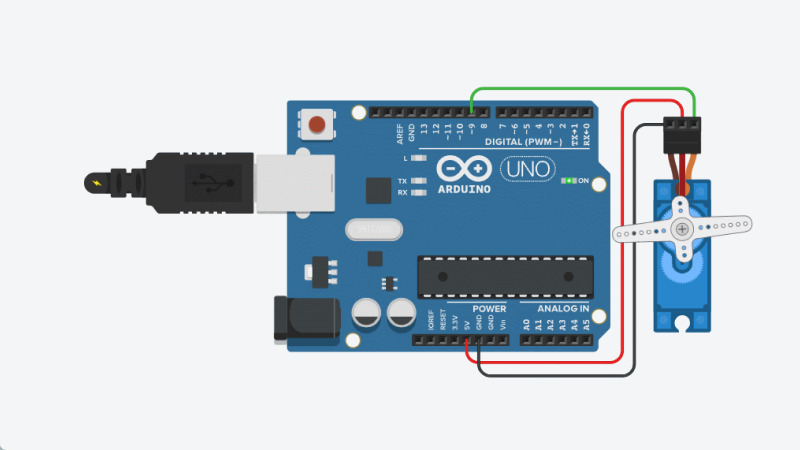 AREF
GND
13
12
~11
~10
~9
8
7
~6
~5
4
~3
2
TX→1
RX←0
DIGITAL (PWM~)
L
TX
RX
ARDUINO
UNO
ON
POWER
ANALOG IN
IOREF
RESET
3.3V
5V
GND
GND
Vin
A0
A1
A2
A3
A4
A5